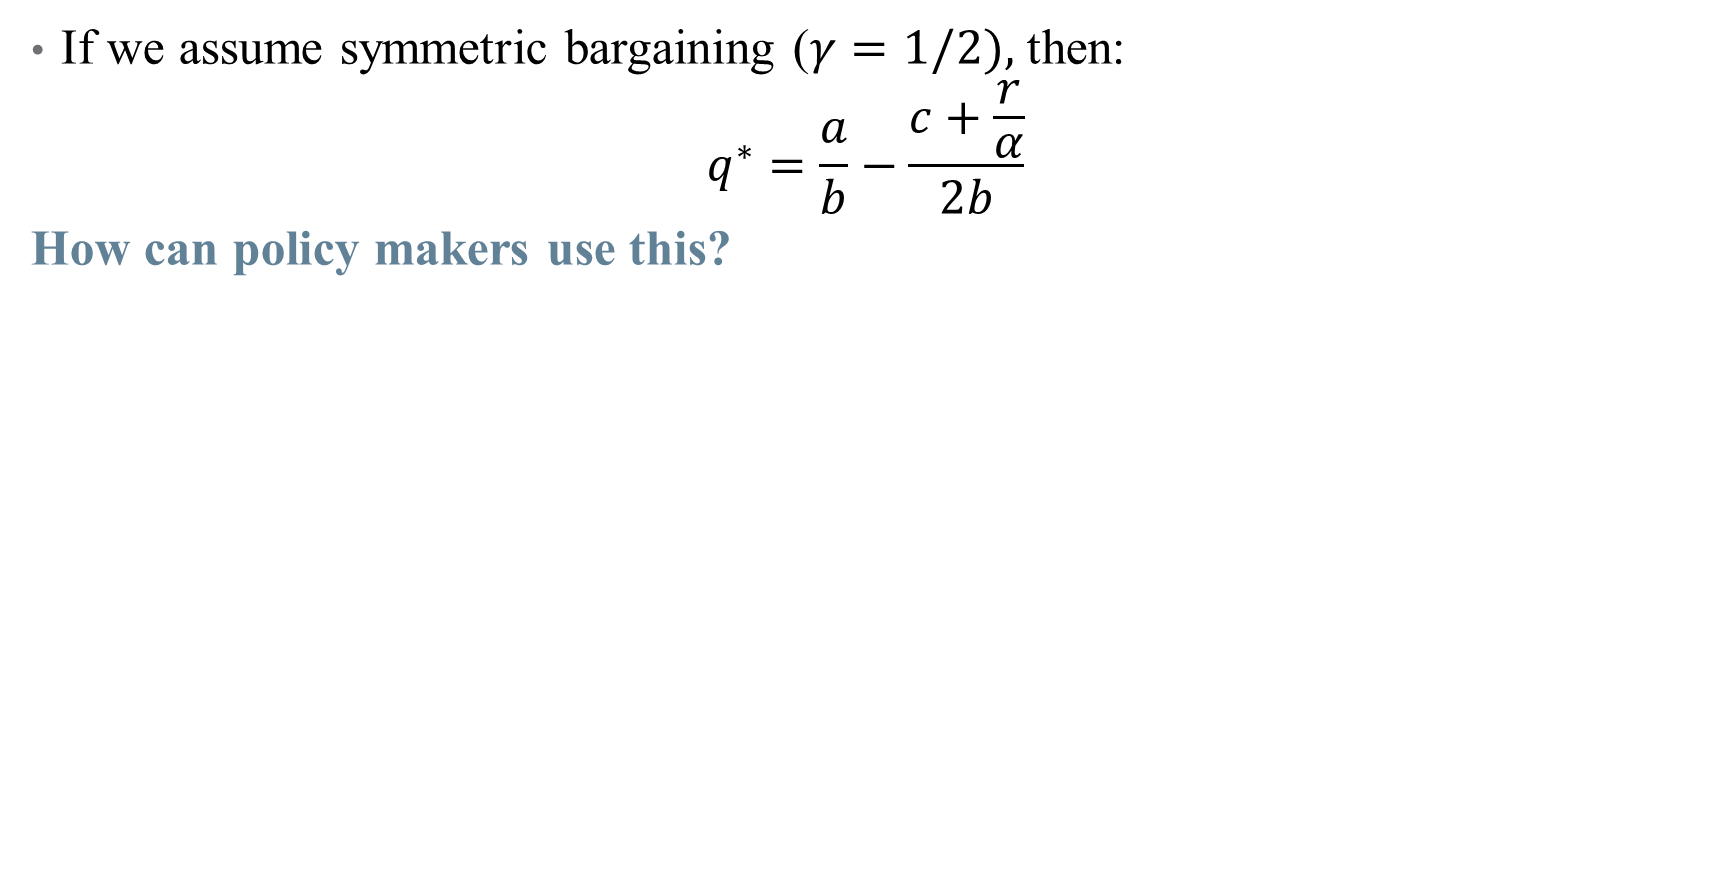 • If we assume symmetric bargaining (γ = 1/2), then:
q* = a/b − (c + r/α)/2b
How can policy makers use this?